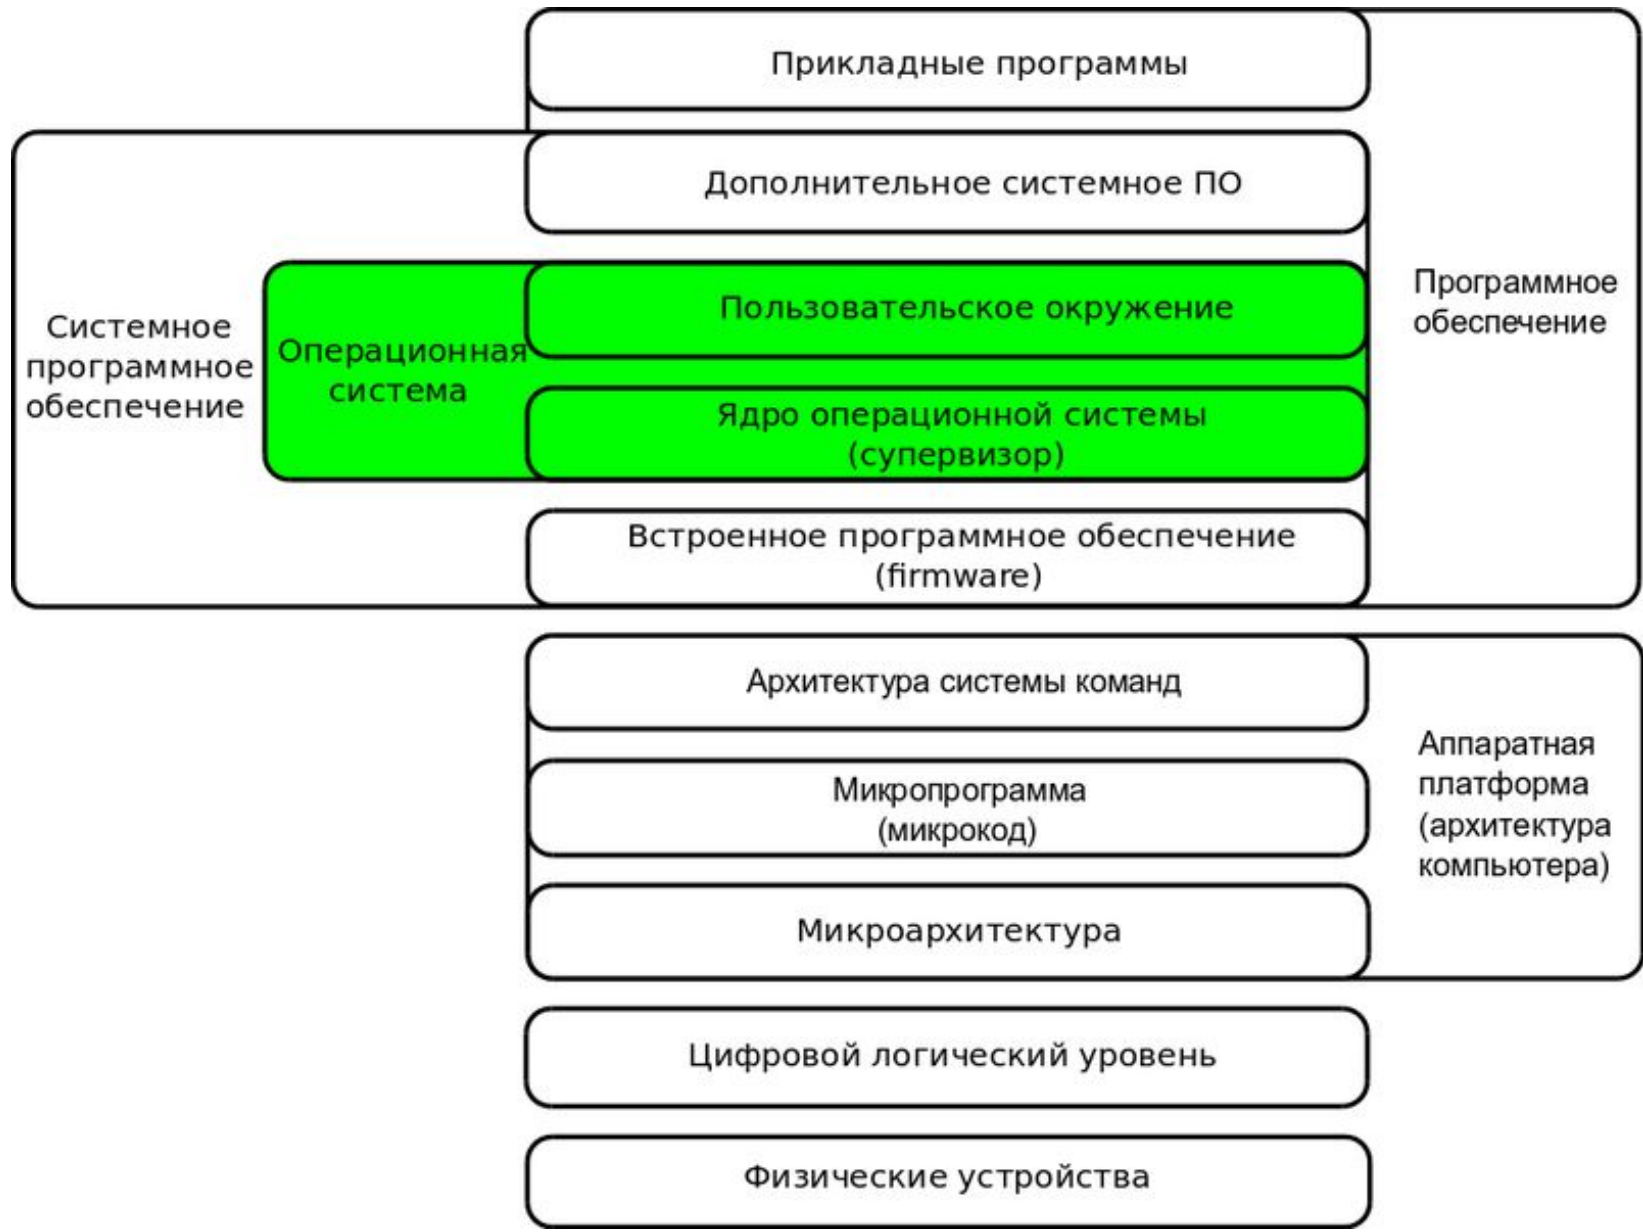 Прикладные программы
Дополнительное системное ПО
Системное
программное
обеспечение
Операционная
система
Пользовательское окружение
Ядро операционной системы
(супервизор)
Встроенное программное обеспечение
(firmware)
Программное
обеспечение
Архитектура системы команд
Микропрограмма
(микрокод)
Микроархитектура
Аппаратная
платформа
(архитектура
компьютера)
Цифровой логический уровень
Физические устройства